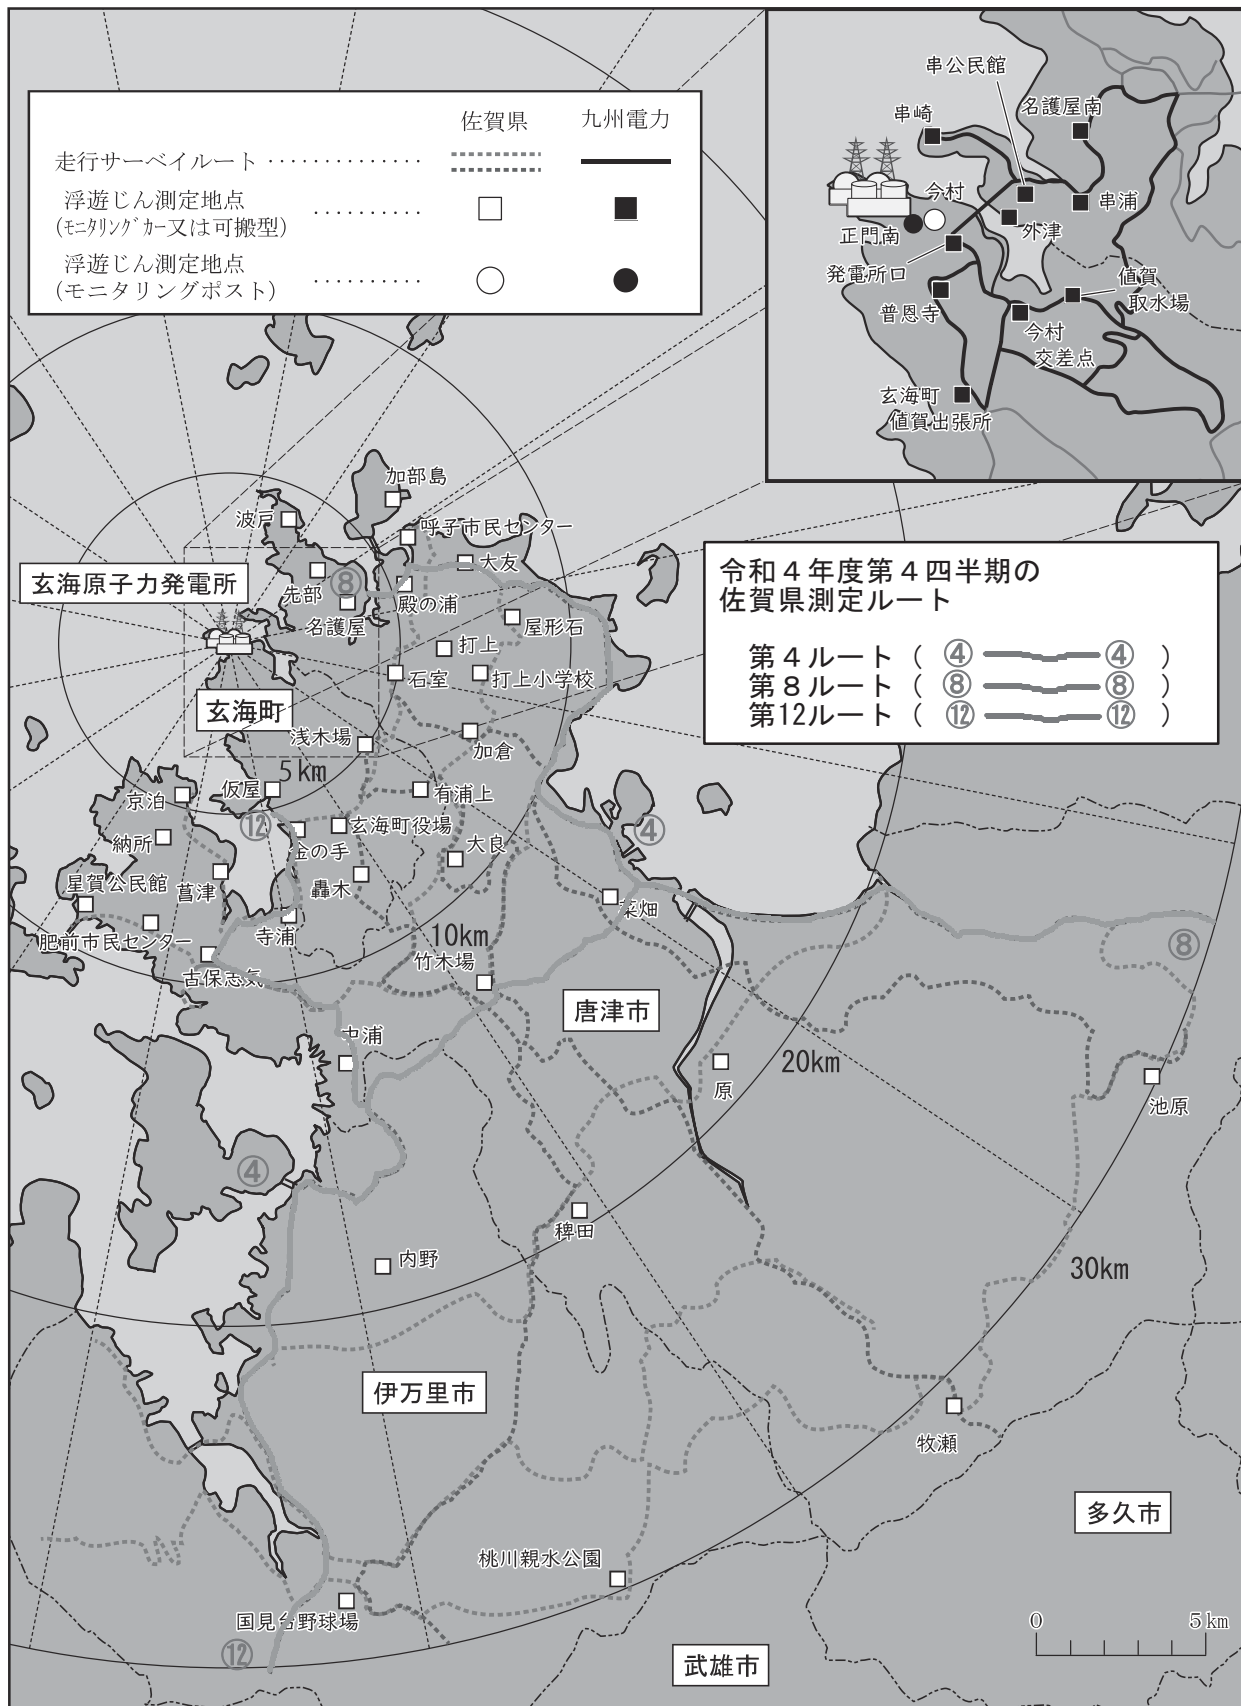 佐賀県 九州電力
走行サーベイルート ・・・・・・・・・・・・・
浮遊じん測定地点
(ﾓﾆﾀﾘﾝｸﾞｶｰ又は可搬型) ・・・・・・・・・
浮遊じん測定地点
(モニタリングポスト) ・・・・・・・・・
串公民館
名護屋南
串崎
今村
串浦
正門南
外津
発電所口
値賀
取水場
普恩寺
今村
交差点
玄海町
値賀出張所
加部島
波戸
呼子市民センター
大友
玄海原子力発電所
先部
⑧
殿の浦
名護屋
屋形石
打上
石室
打上小学校
玄海町
浅木場
加倉
5km
京泊
仮屋
有浦上
⑫
玄海町役場
④
納所
金の手
大良
星賀公民館
菖津
轟木
菜畑
肥前市民センター
寺浦
10km
⑧
古保志気
竹木場
唐津市
中浦
20km
原
池原
④
稗田
内野
30km
伊万里市
牧瀬
多久市
桃川親水公園
国見台野球場
⑫
武雄市
0 5km
令和４年度第４四半期の
佐賀県測定ルート
第４ルート ( ④ ④ )
第８ルート ( ⑧ ⑧ )
第12ルート ( ⑫ ⑫ )